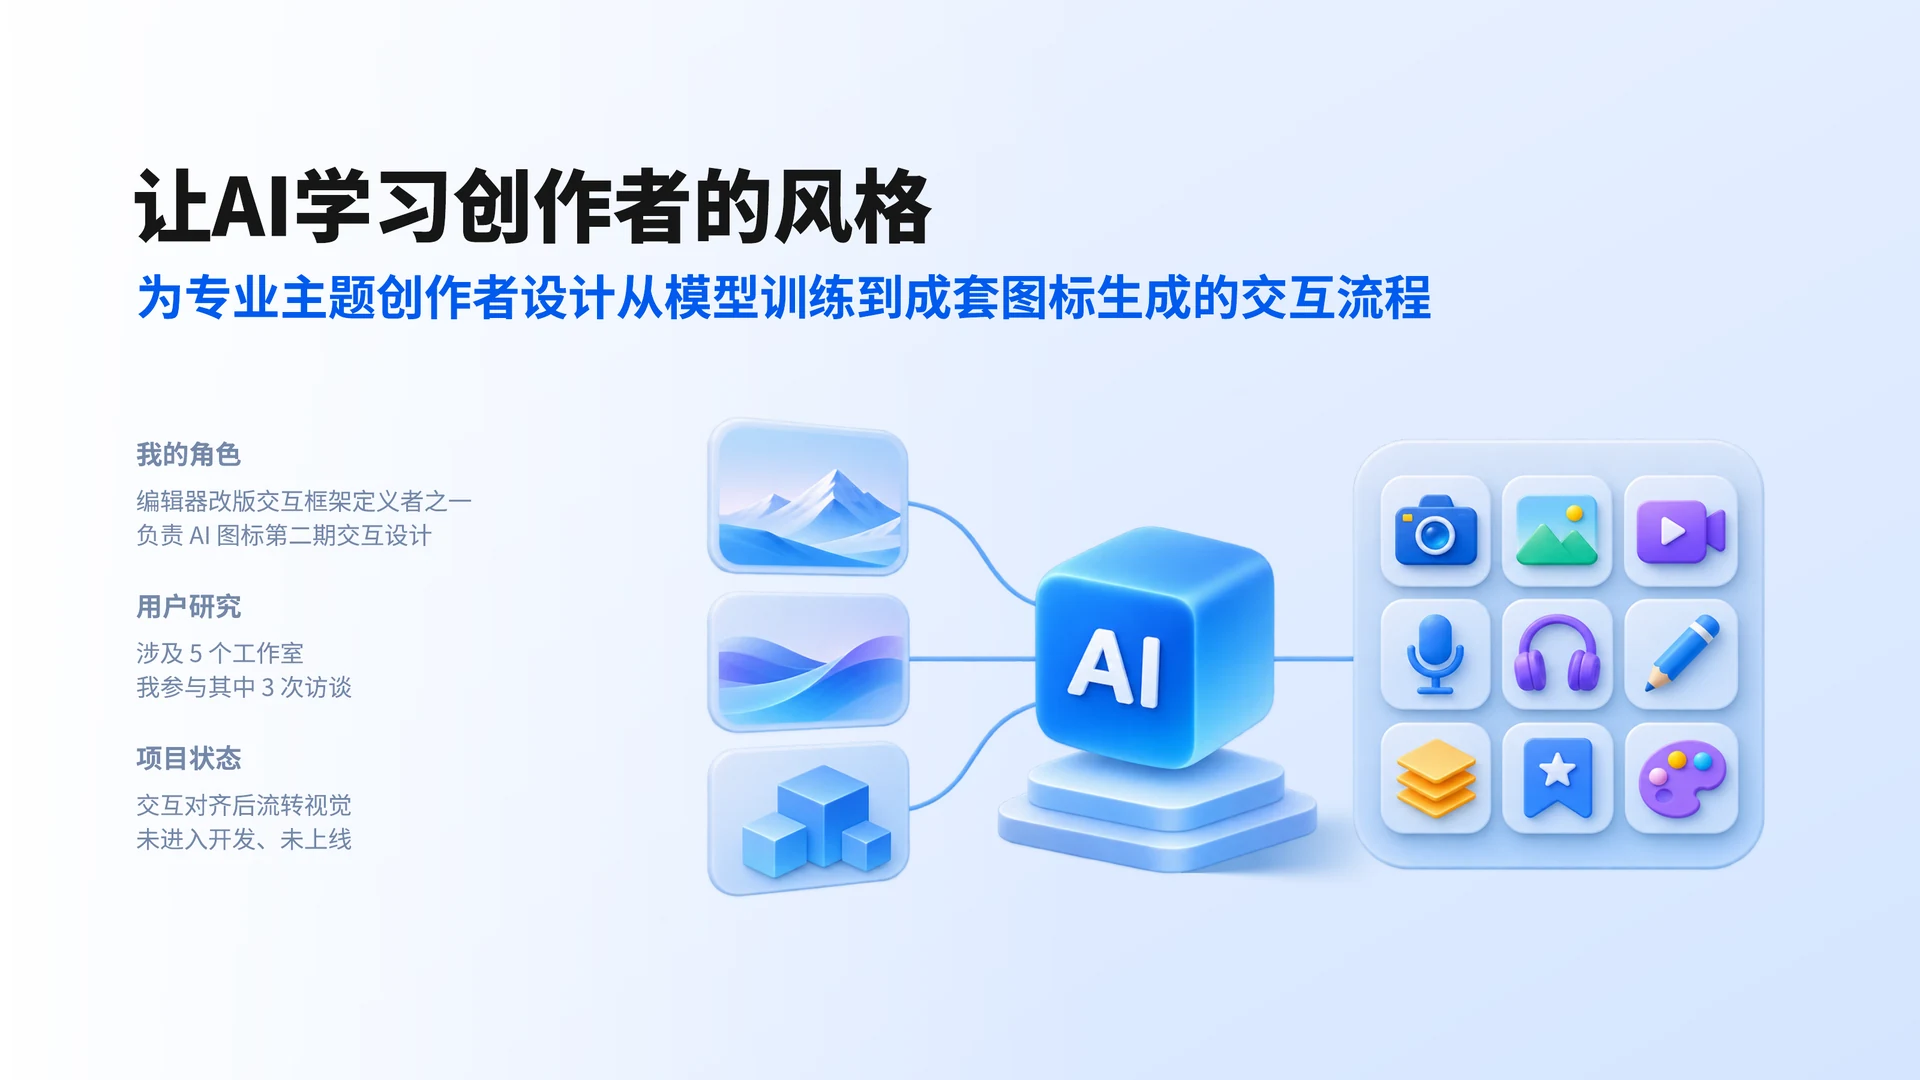 让AI学习创作者的风格
为专业主题创作者设计从模型训练到成套图标生成的交互流程
我的角色
编辑器改版交互框架定义者之一
负责 AI 图标第二期交互设计
用户研究
涉及 5 个工作室
我参与其中 3 次访谈
项目状态
交互对齐后流转视觉
未进入开发、未上线
AI